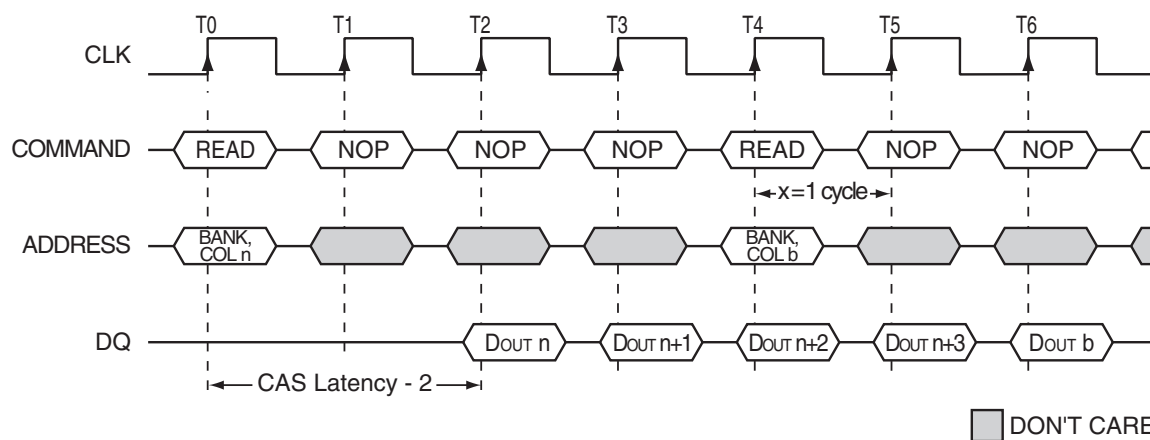 T0 T1 T2 T3 T4 T5 T6
CLK
COMMAND READ NOP NOP NOP READ NOP NOP
x=1 cycle
ADDRESS BANK, COL n BANK, COL b
DQ DOUT n DOUT n+1 DOUT n+2 DOUT n+3 DOUT b
CAS Latency - 2
DON'T CARE